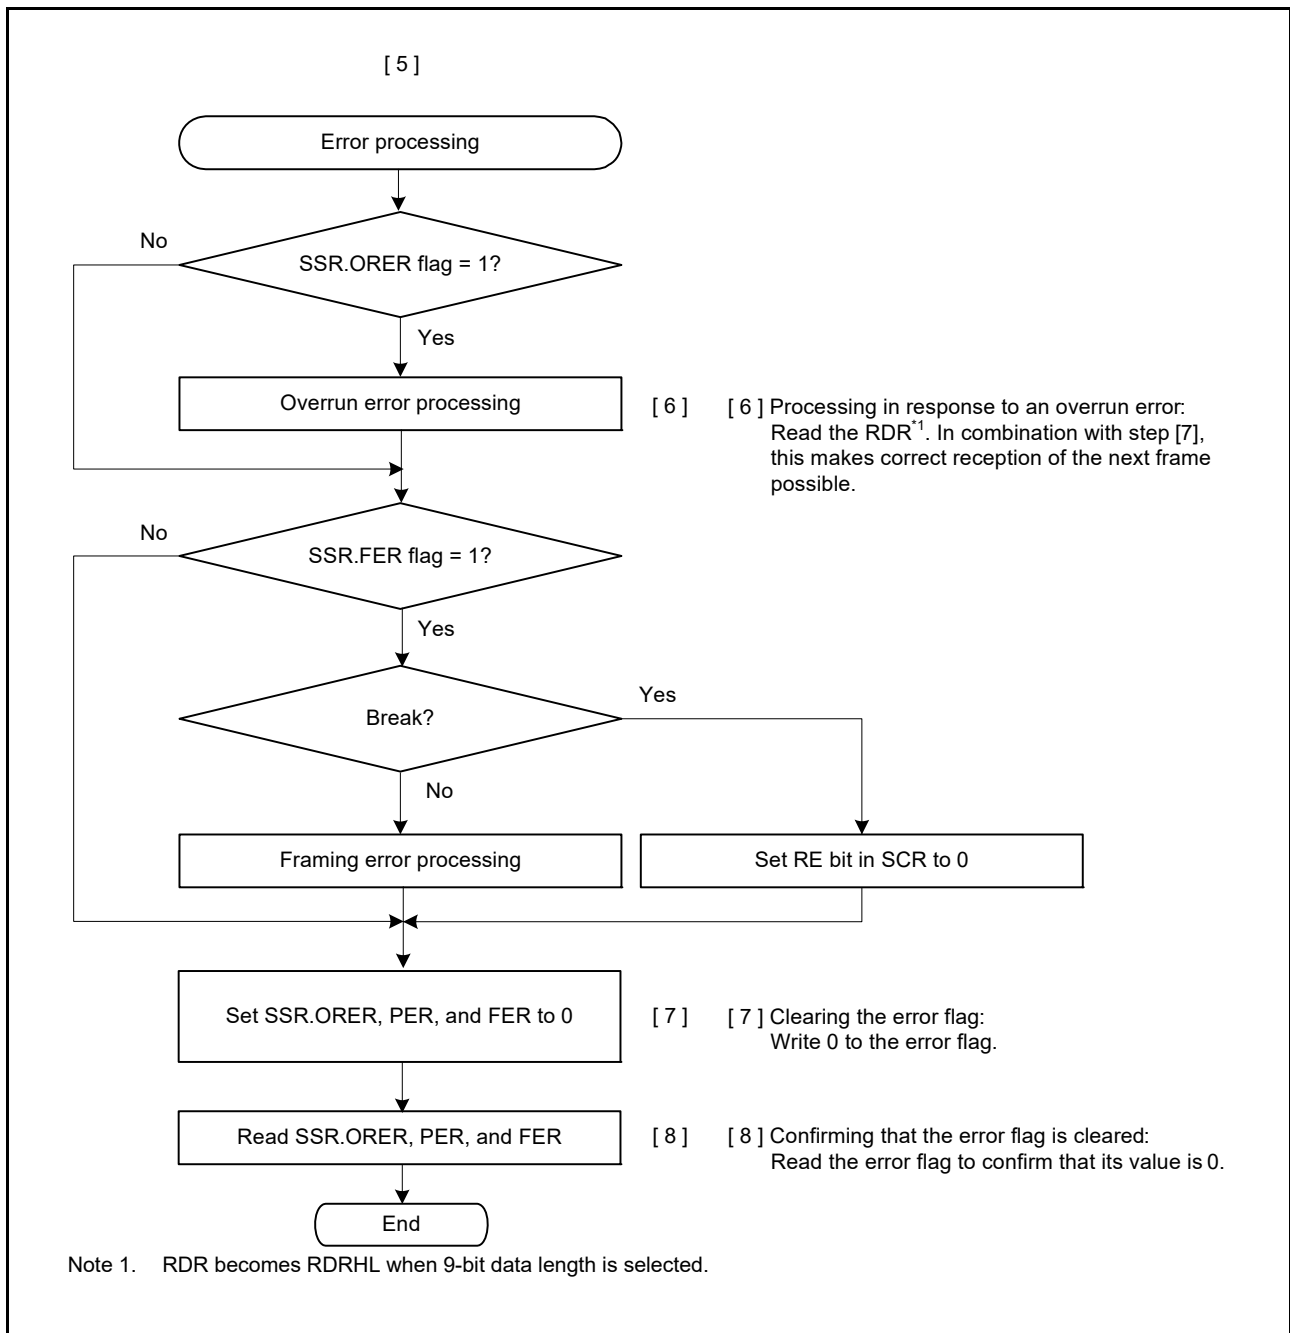 [ 5 ]
Error processing
No
SSR.ORER flag = 1?
Yes
Overrun error processing
[ 6 ]
[ 6 ] Processing in response to an overrun error:
Read the RDR*1. In combination with step [7],
this makes correct reception of the next frame
possible.
No
SSR.FER flag = 1?
Yes
Yes
Break?
No
Framing error processing
Set RE bit in SCR to 0
Set SSR.ORER, PER, and FER to 0
[ 7 ]
[ 7 ] Clearing the error flag:
Write 0 to the error flag.
Read SSR.ORER, PER, and FER
[ 8 ]
[ 8 ] Confirming that the error flag is cleared:
Read the error flag to confirm that its value is 0.
End
Note 1. RDR becomes RDRHL when 9-bit data length is selected.